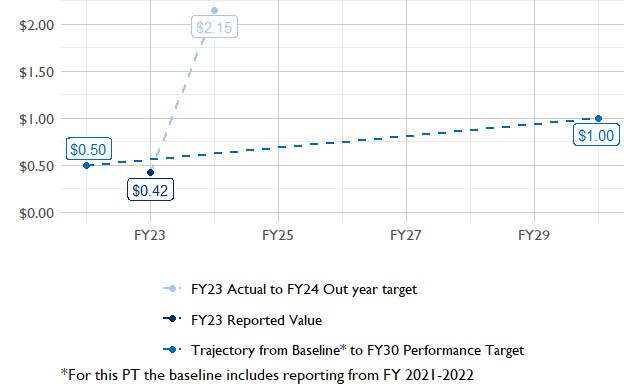 $2.00
$2.15
$1.50
$1.00
$1.00
$0.50
$0.50
$0.42
$0.00
FY23 FY25 FY27 FY29
FY23 Actual to FY24 Out year target
FY23 Reported Value
Trajectory from Baseline* to FY30 Performance Target
*For this PT the baseline includes reporting from FY 2021-2022